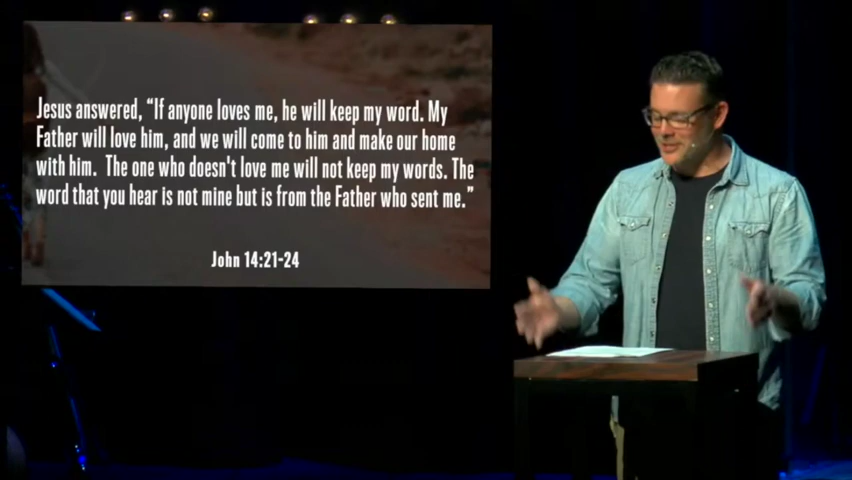 Jesus answered, “If anyone loves me, he will keep my word. My
Father will love him, and we will come to him and make our home
with him.  The one who doesn't love me will not keep my words. The
word that you hear is not mine but is from the Father who sent me.”
John 14:21-24